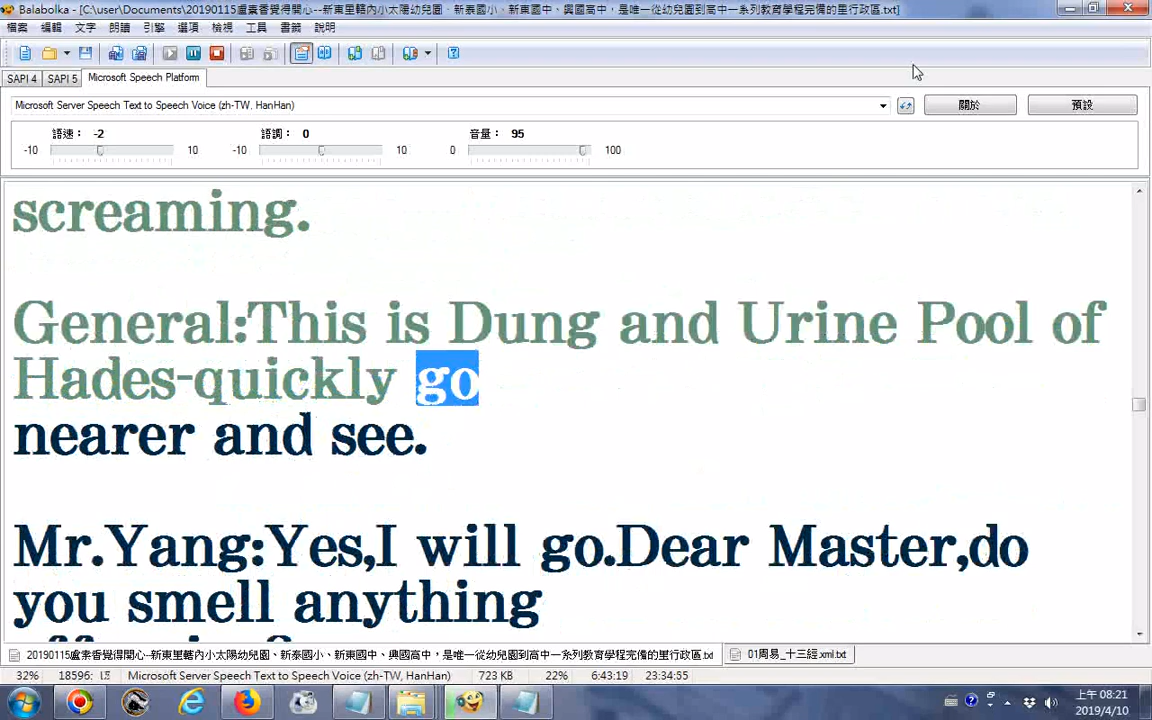 Balabolka - [C:\user\Documents\20190115盧素香覺得開心--新東里轄內小太陽幼兒園、新泰國小、新東國中、興國高中，是唯一從幼兒園到高中一系列教育學程完備的里行政區.txt]
檔案 編輯 文字 朗讀 引擎 選項 檢視 工具 書籤 說明
SAPI 4 SAPI 5 Microsoft Speech Platform
Microsoft Server Speech Text to Speech Voice (zh-TW, HanHan) 關於 預設
語速： -2 語調： 0 音量： 95
-10 10 -10 10 0 100
screaming.
General:This is Dung and Urine Pool of
Hades-quickly go
nearer and see.
Mr.Yang:Yes,I will go.Dear Master,do
you smell anything
20190115盧素香覺得開心--新東里轄內小太陽幼兒園、新泰國小、新東國中、興國高中，是唯一從幼兒園到高中一系列教育學程完備的里行政區.txt 01周易_十三經.xml.txt
32% 18596: Microsoft Server Speech Text to Speech Voice (zh-TW, HanHan) 723 KB 22% 6:43:19 23:34:55
上午 08:21
2019/4/10